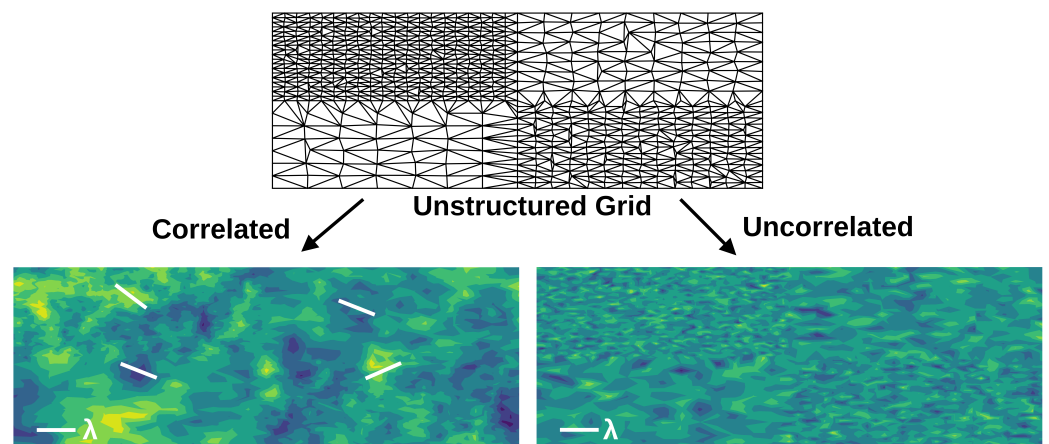 Unstructured Grid
Correlated
Uncorrelated
λ
λ